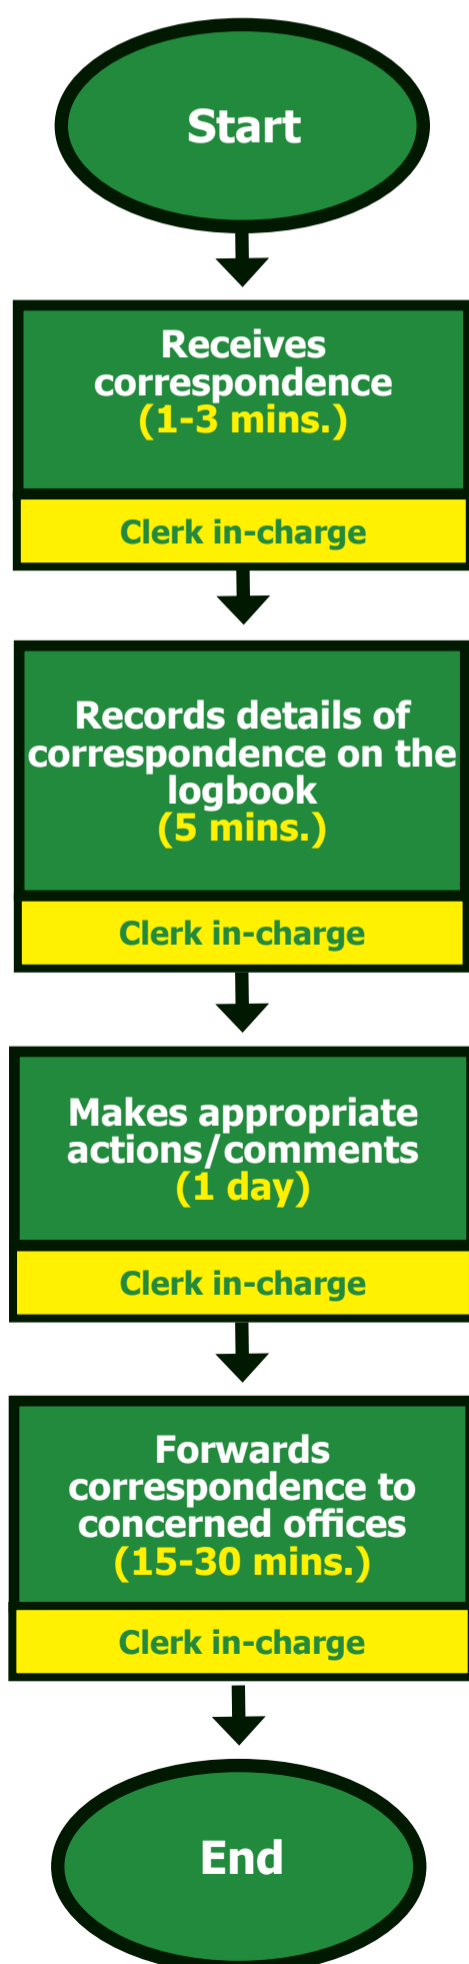 Start
Receives
correspondence
(1-3 mins.)
Clerk in-charge
Records details of
correspondence on the
logbook
(5 mins.)
Clerk in-charge
Makes appropriate
actions/comments
(1 day)
Clerk in-charge
Forwards
correspondence to
concerned offices
(15-30 mins.)
Clerk in-charge
End